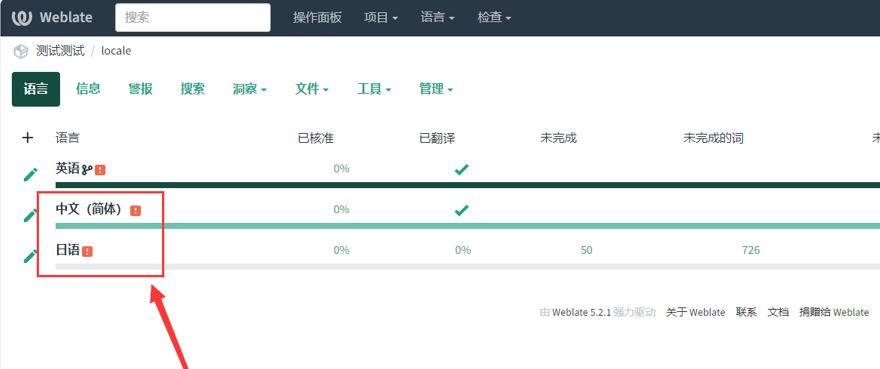 Weblate 搜索 操作面板 项目 语言 检查
测试测试 / locale
语言 信息 警报 搜索 洞察 文件 工具 管理
语言 已核准 已翻译 未完成 未完成的词
英语 0%
中文（简体） 0%
日语 0% 0% 50 726
由 Weblate 5.2.1 强力驱动 关于 Weblate 联系 文档 捐赠给 Weblate